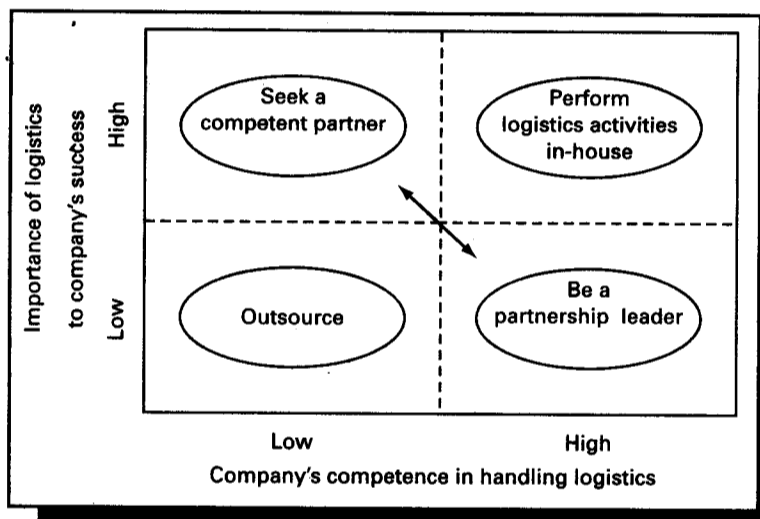 Importance of logistics
to company's success
High
Low
Seek a
competent partner
Perform
logistics activities
in-house
Outsource
Be a
partnership leader
Low
High
Company's competence in handling logistics